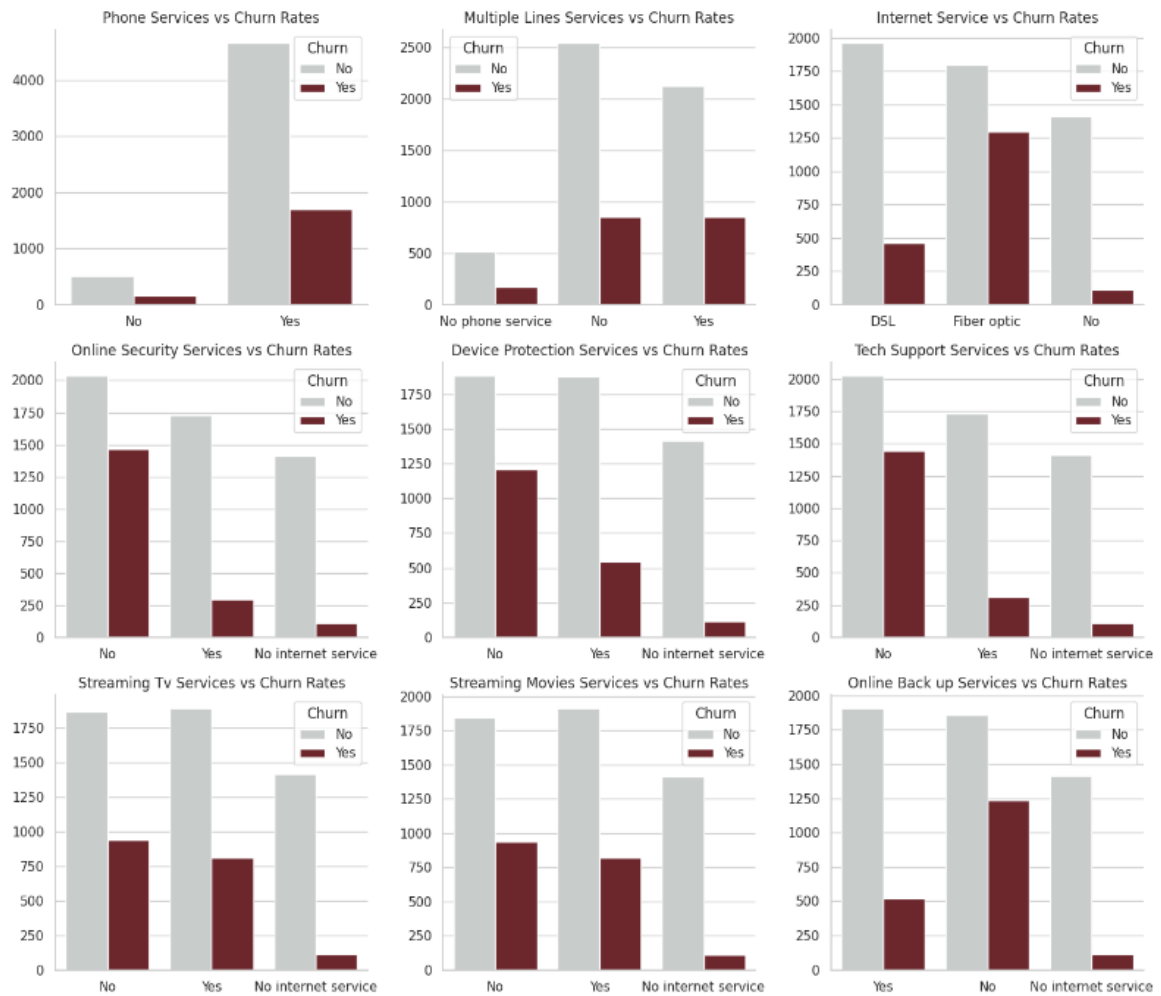 Phone Services vs Churn Rates
Churn
No
Yes
4000
3000
2000
1000
0
No Yes
Multiple Lines Services vs Churn Rates
Churn
No
Yes
2500
2000
1500
1000
500
0
No phone service No Yes
Internet Service vs Churn Rates
Churn
No
Yes
2000
1750
1500
1250
1000
750
500
250
0
DSL Fiber optic No
Online Security Services vs Churn Rates
Churn
No
Yes
2000
1750
1500
1250
1000
750
500
250
0
No Yes No internet service
Device Protection Services vs Churn Rates
Churn
No
Yes
1750
1500
1250
1000
750
500
250
0
No Yes No internet service
Tech Support Services vs Churn Rates
Churn
No
Yes
2000
1750
1500
1250
1000
750
500
250
0
No Yes No internet service
Streaming Tv Services vs Churn Rates
Churn
No
Yes
1750
1500
1250
1000
750
500
250
0
No Yes No internet service
Streaming Movies Services vs Churn Rates
Churn
No
Yes
2000
1750
1500
1250
1000
750
500
250
0
No Yes No internet service
Online Back up Services vs Churn Rates
Churn
No
Yes
2000
1750
1500
1250
1000
750
500
250
0
Yes No No internet service